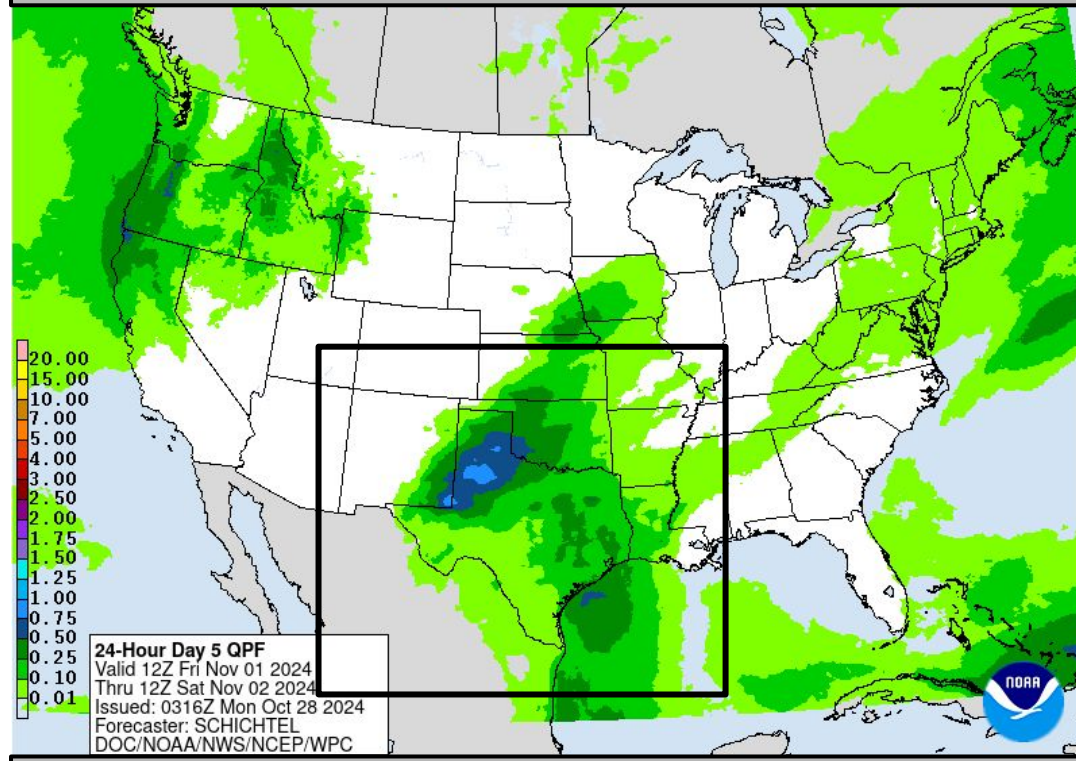 20.00
15.00
10.00
7.00
5.00
4.00
3.00
2.50
2.00
1.75
1.50
1.25
1.00
0.75
0.50
0.25
0.10
0.01
24-Hour Day 5 QPF
Valid 12Z Fri Nov 01 2024
Thru 12Z Sat Nov 02 2024
Issued: 0316Z Mon Oct 28 2024
Forecaster: SCHICHTEL
DOC/NOAA/NWS/NCEP/WPC
NOAA